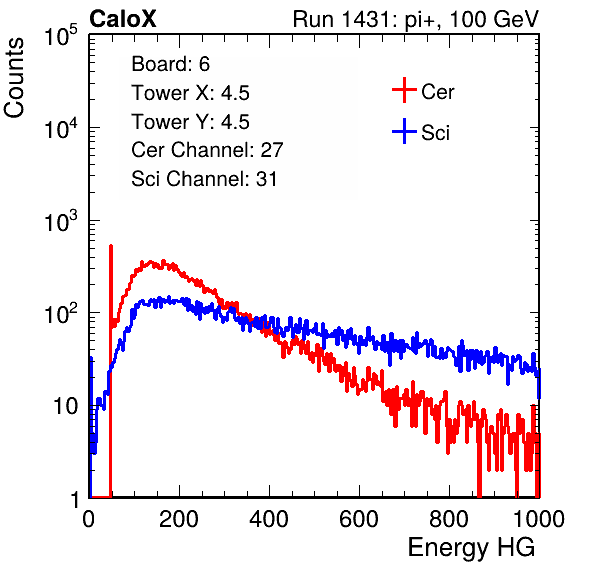 CaloX Run 1431: pi+, 100 GeV
Counts
Board: 6
Tower X: 4.5
Tower Y: 4.5
Cer Channel: 27
Sci Channel: 31
Cer
Sci
10^5
10^4
10^3
10^2
10
1
0 200 400 600 800 1000
Energy HG